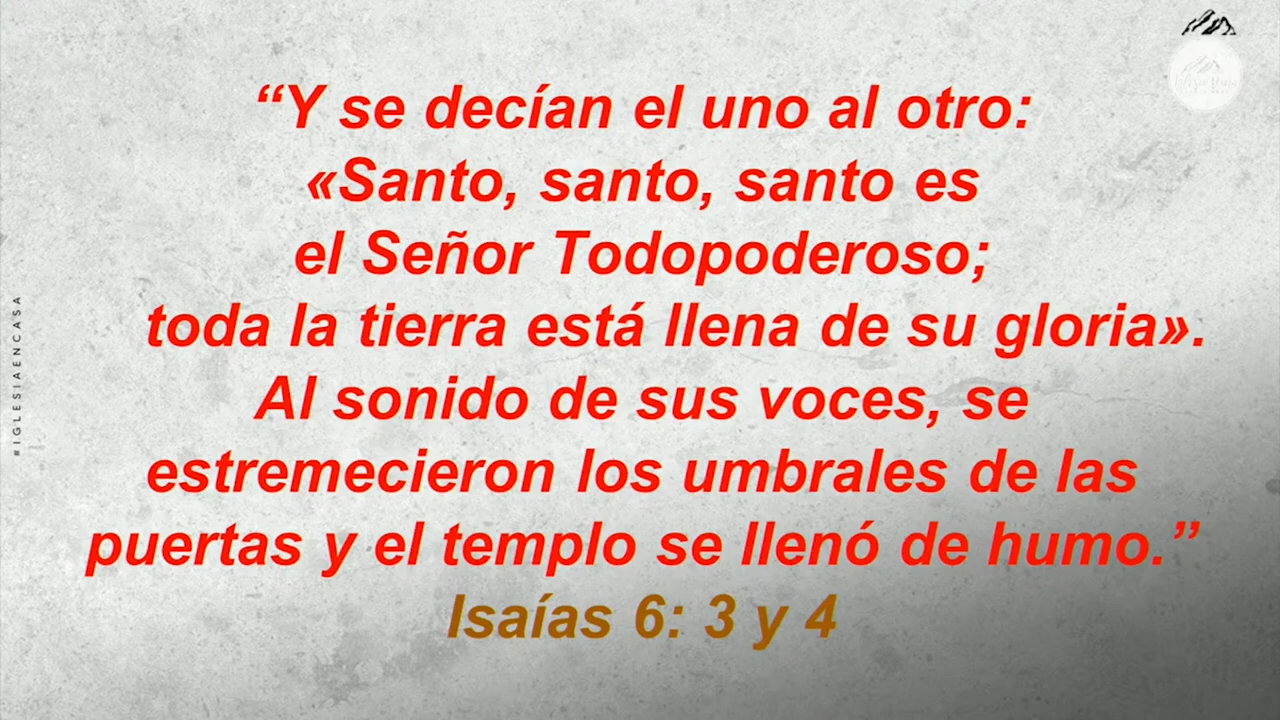 “Y se decían el uno al otro:
«Santo, santo, santo es
el Señor Todopoderoso;
toda la tierra está llena de su gloria».
Al sonido de sus voces, se
estremecieron los umbrales de las
puertas y el templo se llenó de humo.”
Isaías 6: 3 y 4
#IGLESIAENCASA